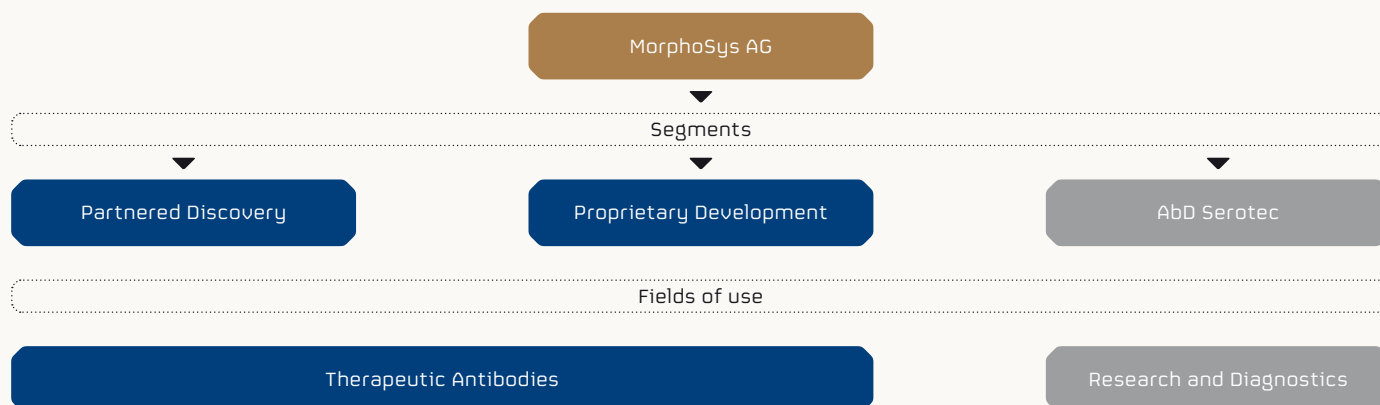 MorphoSys AG
Segments
Partnered Discovery
Proprietary Development
AbD Serotec
Fields of use
Therapeutic Antibodies
Research and Diagnostics